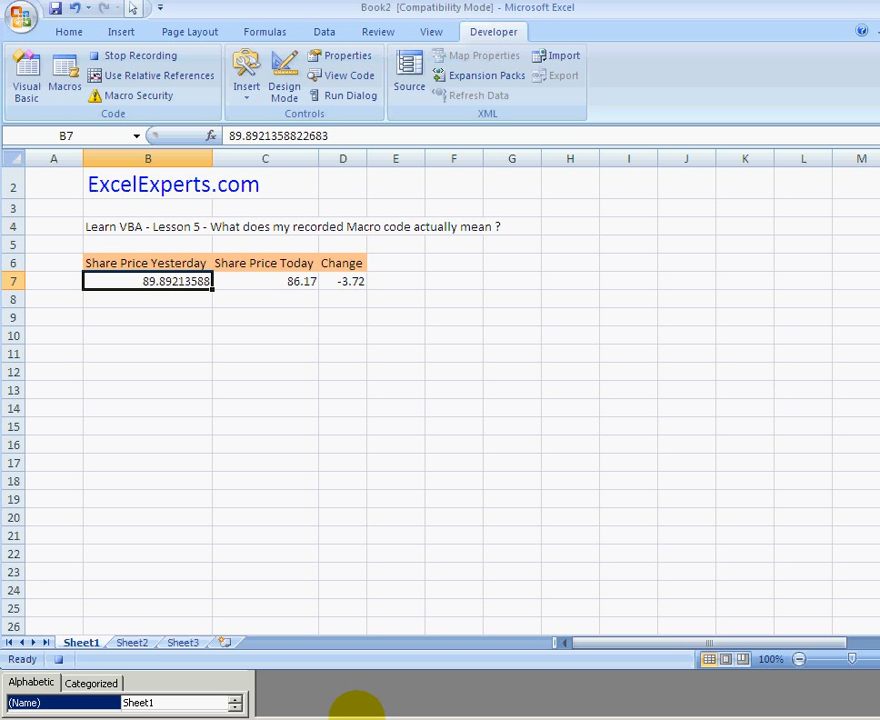 Book2 [Compatibility Mode] - Microsoft Excel
Home Insert Page Layout Formulas Data Review View Developer
Visual Basic
Macros
Stop Recording
Use Relative References
Macro Security
Code
Insert
Design Mode
Properties
View Code
Run Dialog
Controls
Source
Map Properties
Expansion Packs
Refresh Data
Import
Export
XML
B7 fx 89.8921358822683
A B C D E F G H I J K L M
2 ExcelExperts.com
3
4 Learn VBA - Lesson 5 - What does my recorded Macro code actually mean ?
5
6 Share Price Yesterday Share Price Today Change
7 89.89213588 86.17 -3.72
8
9
10
11
12
13
14
15
16
17
18
19
20
21
22
23
24
25
26
Sheet1 Sheet2 Sheet3
Ready 100%
Alphabetic Categorized
(Name) Sheet1